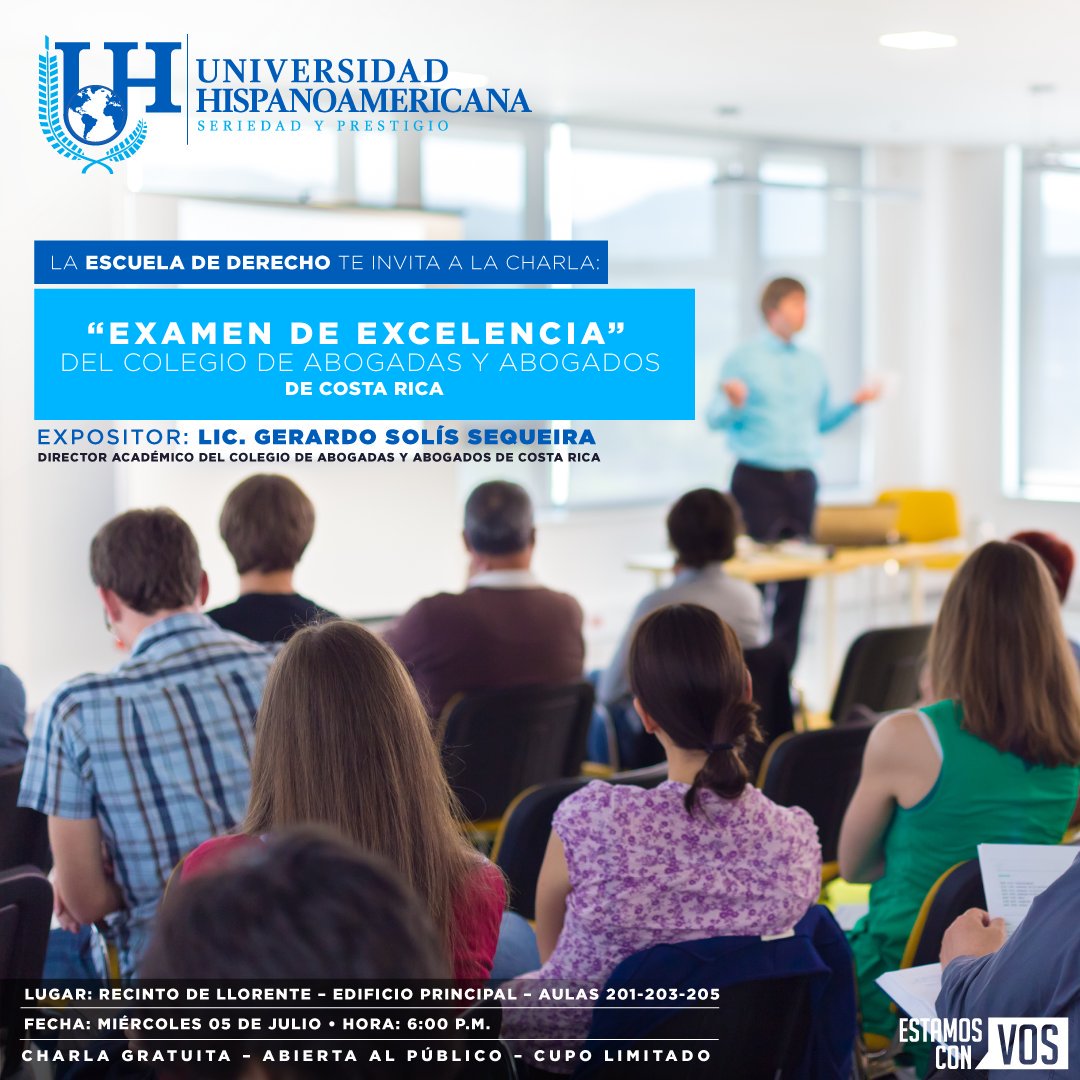 UH
UNIVERSIDAD
HISPANOAMERICANA
SERIEDAD Y PRESTIGIO
LA ESCUELA DE DERECHO TE INVITA A LA CHARLA:
“EXAMEN DE EXCELENCIA”
DEL COLEGIO DE ABOGADAS Y ABOGADOS
DE COSTA RICA
EXPOSITOR: LIC. GERARDO SOLÍS SEQUEIRA
DIRECTOR ACADÉMICO DEL COLEGIO DE ABOGADAS Y ABOGADOS DE COSTA RICA
LUGAR: RECINTO DE LLORENTE – EDIFICIO PRINCIPAL – AULAS 201-203-205
FECHA: MIÉRCOLES 05 DE JULIO • HORA: 6:00 P.M.
CHARLA GRATUITA – ABIERTA AL PÚBLICO – CUPO LIMITADO
ESTAMOS
CON VOS